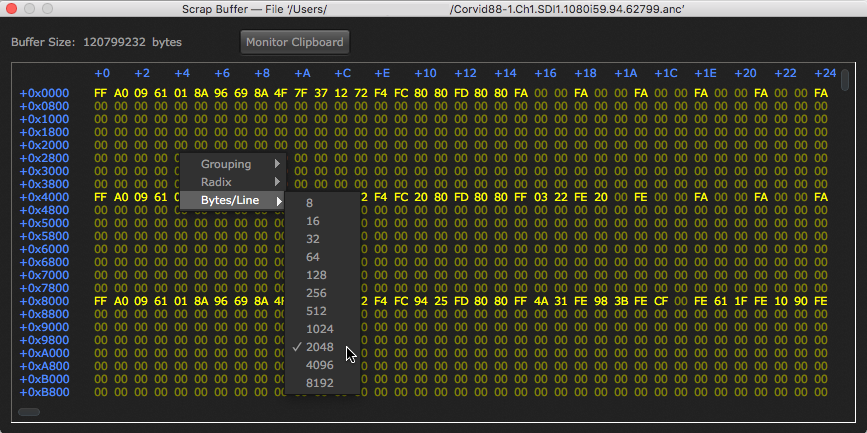 Scrap Buffer — File '/Users/ /Corvid88-1.Ch1.SDI1.1080i59.94.62799.anc'
Buffer Size: 120799232 bytes Monitor Clipboard
+0 +2 +4 +6 +8 +A +C +E +10 +12 +14 +16 +18 +1A +1C +1E +20 +22 +24
+0x0000 FF A0 09 61 01 8A 96 69 8A 4F 7F 37 12 72 F4 FC 80 80 FD 80 80 FA 00 00 FA 00 00 FA 00 00 FA 00 00 FA 00 00 FA
+0x0800 00 00 00 00 00 00 00 00 00 00 00 00 00 00 00 00 00 00 00 00 00 00 00 00 00 00 00 00 00 00 00 00 00 00 00 00 00
+0x1000 00 00 00 00 00 00 00 00 00 00 00 00 00 00 00 00 00 00 00 00 00 00 00 00 00 00 00 00 00 00 00 00 00 00 00 00 00
+0x1800 00 00 00 00 00 00 00 00 00 00 00 00 00 00 00 00 00 00 00 00 00 00 00 00 00 00 00 00 00 00 00 00 00 00 00 00 00
+0x2000 00 00 00 00 00 00 00 00 00 00 00 00 00 00 00 00 00 00 00 00 00 00 00 00 00 00 00 00 00 00 00 00 00 00 00 00 00
+0x2800 00 00 00 00 00 00 00 00 00 00 00 00 00 00 00 00 00 00 00 00 00 00 00 00 00 00 00 00 00 00 00
+0x3000 00 00 00 00 00 00 00 00 00 00 00 00 00 00 00 00 00 00 00 00 00 00 00 00 00 00 00 00 00 00 00
+0x3800 00 00 00 00 00 00 00 00 00 00 00 00 00 00 00 00 00 00 00 00 00 00 00 00 00 00 00 00 00 00 00
+0x4000 FF A0 09 61 F4 FC 20 80 FD 80 80 FF 03 22 FE 20 00 FE 00 00 FA 00 00 FA 00 00 FA
+0x4800 00 00 00 00 00 00 00 00 00 00 00 00 00 00 00 00 00 00 00 00 00 00 00 00 00 00 00
+0x5000 00 00 00 00 00 00 00 00 00 00 00 00 00 00 00 00 00 00 00 00 00 00 00 00 00 00 00 00 00 00 00 00
+0x5800 00 00 00 00 00 00 00 00 00 00 00 00 00 00 00 00 00 00 00 00 00 00 00 00 00 00 00 00 00 00 00 00
+0x6000 00 00 00 00 00 00 00 00 00 00 00 00 00 00 00 00 00 00 00 00 00 00 00 00 00 00 00 00 00 00 00 00
+0x6800 00 00 00 00 00 00 00 00 00 00 00 00 00 00 00 00 00 00 00 00 00 00 00 00 00 00 00 00 00 00 00 00
+0x7000 00 00 00 00 00 00 00 00 00 00 00 00 00 00 00 00 00 00 00 00 00 00 00 00 00 00 00 00 00 00 00 00
+0x7800 00 00 00 00 00 00 00 00 00 00 00 00 00 00 00 00 00 00 00 00 00 00 00 00 00 00 00 00 00 00 00 00
+0x8000 FF A0 09 61 01 8A 96 69 8A F4 FC 94 25 FD 80 80 FF 4A 31 FE 98 3B FE CF 00 FE 61 1F FE 10 90 FE
+0x8800 00 00 00 00 00 00 00 00 00 00 00 00 00 00 00 00 00 00 00 00 00 00 00 00 00 00 00 00 00 00 00 00
+0x9000 00 00 00 00 00 00 00 00 00 00 00 00 00 00 00 00 00 00 00 00 00 00 00 00 00 00 00 00 00 00 00 00
+0x9800 00 00 00 00 00 00 00 00 00 00 00 00 00 00 00 00 00 00 00 00 00 00 00 00 00 00 00 00 00 00 00 00
+0xA000 00 00 00 00 00 00 00 00 00 00 00 00 00 00 00 00 00 00 00 00 00 00 00 00 00 00 00 00 00 00 00 00
+0xA800 00 00 00 00 00 00 00 00 00 00 00 00 00 00 00 00 00 00 00 00 00 00 00 00 00 00 00 00 00 00 00 00
+0xB000 00 00 00 00 00 00 00 00 00 00 00 00 00 00 00 00 00 00 00 00 00 00 00 00 00 00 00 00 00 00 00 00
+0xB800 00 00 00 00 00 00 00 00 00 00 00 00 00 00 00 00 00 00 00 00 00 00 00 00 00 00 00 00 00 00 00 00
Grouping
Radix
Bytes/Line
8
16
32
64
128
256
512
1024
✓ 2048
4096
8192